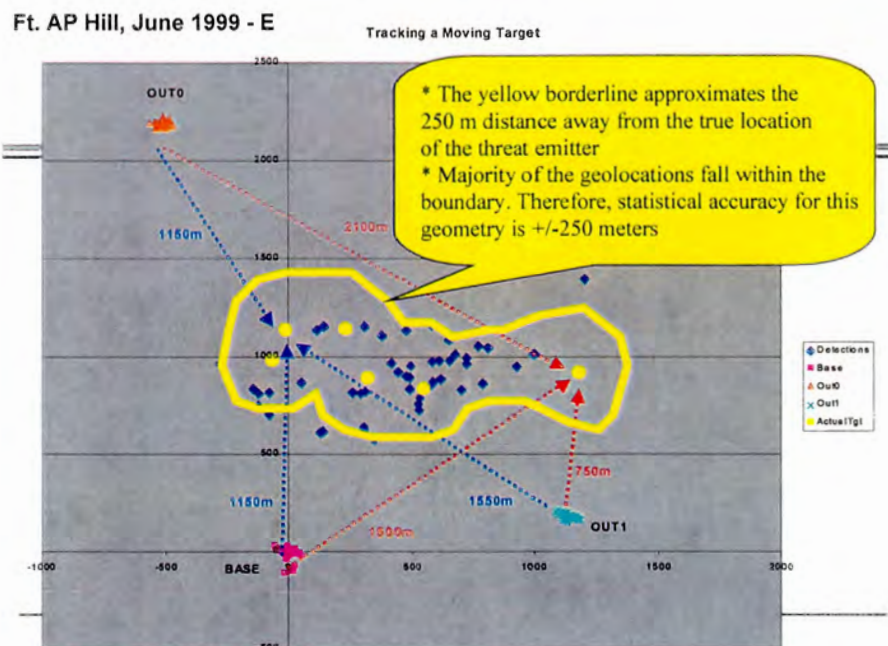 Ft. AP Hill, June 1999 - E
Tracking a Moving Target
* The yellow borderline approximates the
250 m distance away from the true location
of the threat emitter
* Majority of the geolocations fall within the
boundary. Therefore, statistical accuracy for this
geometry is +/-250 meters
2500
OUT0
2000
1150m
2100m
1500
1000
Detections
Base
Out0
Out1
ActualTgt
500
1150m
1500m
1550m
750m
OUT1
BASE
-1000
-500
0
500
1000
1500
2000